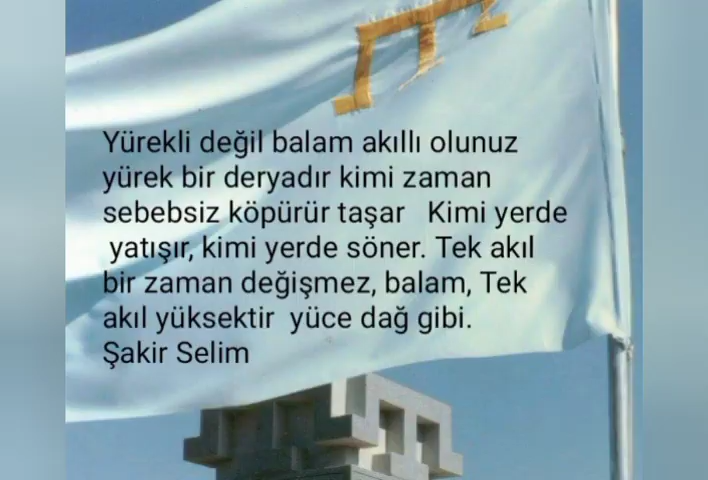 Yürekli değil balam akıllı olunuz
yürek bir deryadır kimi zaman
sebebsiz köpürür taşar   Kimi yerde
yatışır, kimi yerde söner. Tek akıl
bir zaman değişmez, balam, Tek
akıl yüksektir  yüce dağ gibi.
Şakir Selim